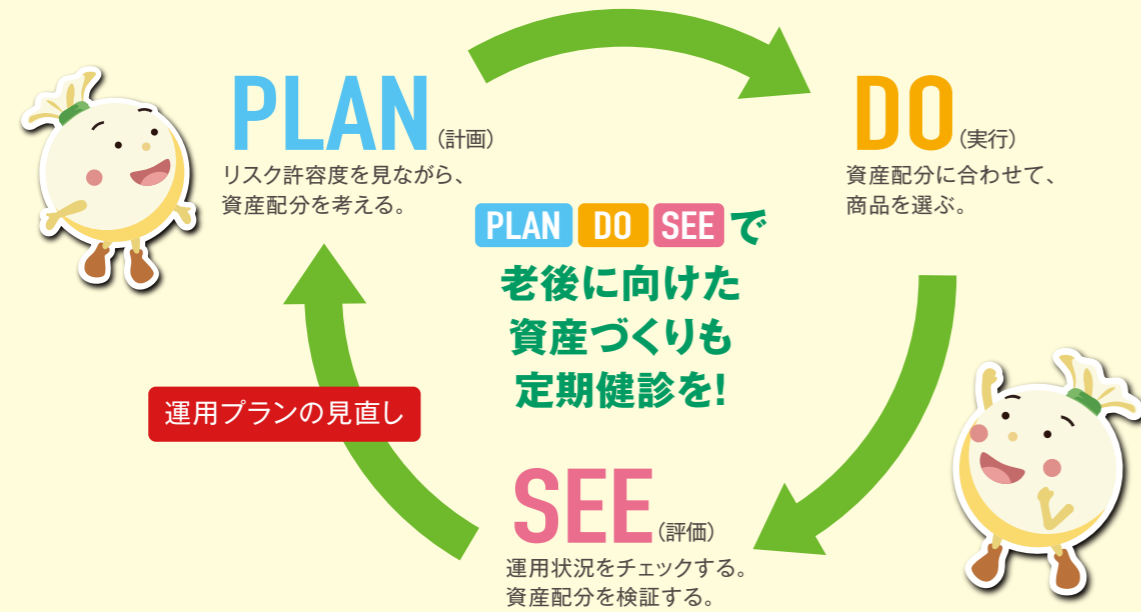 PLAN(計画)
リスク許容度を見ながら、
資産配分を考える。
DO(実行)
資産配分に合わせて、
商品を選ぶ。
PLAN DO SEE で
老後に向けた
資産づくりも
定期健診を!
運用プランの見直し
SEE(評価)
運用状況をチェックする。
資産配分を検証する。